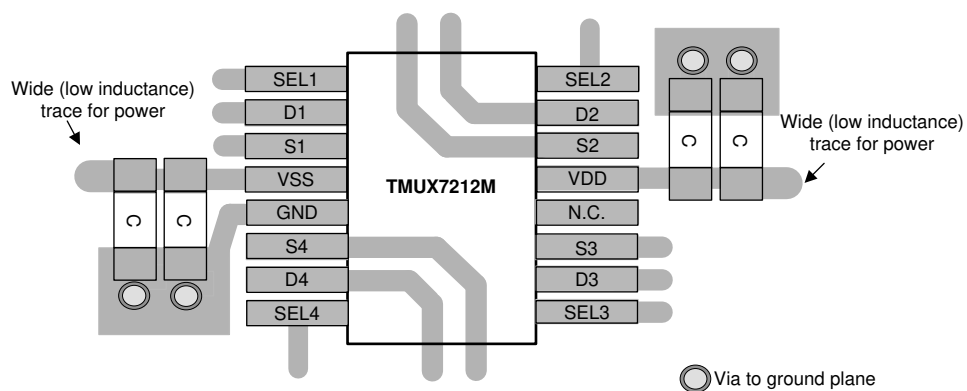 Wide (low inductance)
trace for power
SEL1
D1
S1
VSS
GND
S4
D4
SEL4
C
C
TMUX7212M
SEL2
D2
S2
VDD
N.C.
S3
D3
SEL3
C
C
Wide (low inductance)
trace for power
Via to ground plane